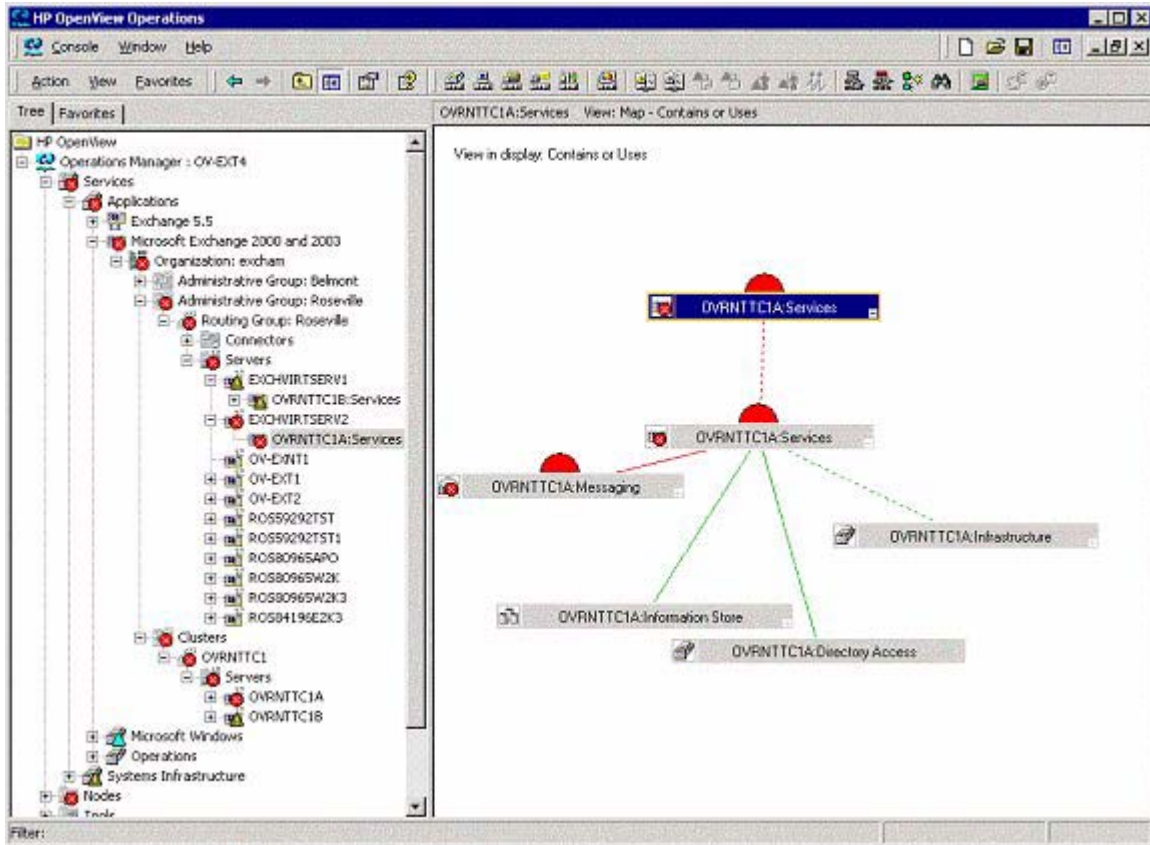 HP OpenView Operations
Console Window Help
Action View Favorites
Tree Favorites
OVRNTTC1A:Services View: Map - Contains or Uses
HP OpenView
Operations Manager : OV-EXT4
Services
Applications
Exchange 5.5
Microsoft Exchange 2000 and 2003
Organization: excham
Administrative Group: Belmont
Administrative Group: Roseville
Routing Group: Roseville
Connectors
Servers
EXCHVIRTSERV1
OVRNTTC1B:Services
EXCHVIRTSERV2
OVRNTTC1A:Services
OV-EXNT1
OV-EXT1
OV-EXT2
ROS59292TST
ROS59292TST1
ROS80965APO
ROS80965W2K
ROS80965W2K3
ROS84196E2K3
Clusters
OVRNTTC1
Servers
OVRNTTC1A
OVRNTTC1B
Microsoft Windows
Operations
Systems Infrastructure
Nodes
Tools
View in display: Contains or Uses
OVRNTTC1A:Services
OVRNTTC1A:Services
OVRNTTC1A:Messaging
OVRNTTC1A:Infrastructure
OVRNTTC1A:Information Store
OVRNTTC1A:Directory Access
Filter: